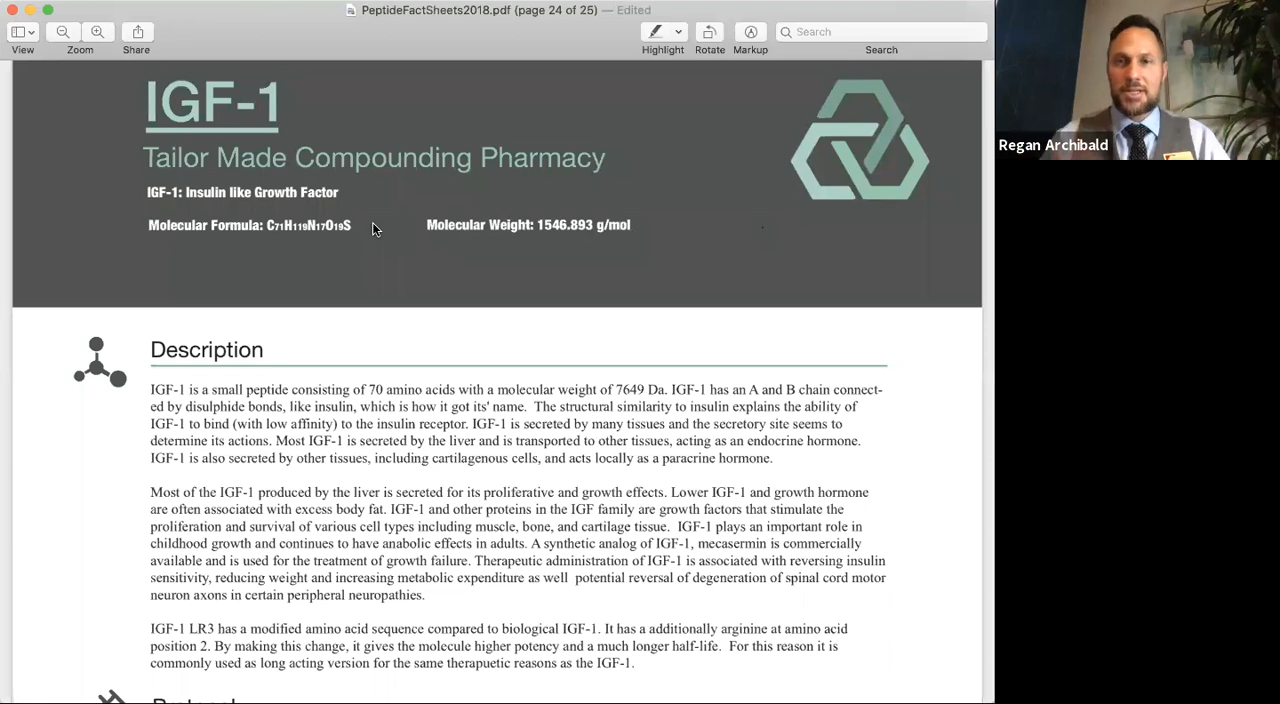 PeptideFactSheets2018.pdf (page 24 of 25) — Edited
View Zoom Share Highlight Rotate Markup Search
Search
IGF-1
Tailor Made Compounding Pharmacy
IGF-1: Insulin like Growth Factor
Molecular Formula: C71H119N17O19S Molecular Weight: 1546.893 g/mol
Regan Archibald
Description
IGF-1 is a small peptide consisting of 70 amino acids with a molecular weight of 7649 Da. IGF-1 has an A and B chain connect-
ed by disulphide bonds, like insulin, which is how it got its' name. The structural similarity to insulin explains the ability of
IGF-1 to bind (with low affinity) to the insulin receptor. IGF-1 is secreted by many tissues and the secretory site seems to
determine its actions. Most IGF-1 is secreted by the liver and is transported to other tissues, acting as an endocrine hormone.
IGF-1 is also secreted by other tissues, including cartilagenous cells, and acts locally as a paracrine hormone.
Most of the IGF-1 produced by the liver is secreted for its proliferative and growth effects. Lower IGF-1 and growth hormone
are often associated with excess body fat. IGF-1 and other proteins in the IGF family are growth factors that stimulate the
proliferation and survival of various cell types including muscle, bone, and cartilage tissue. IGF-1 plays an important role in
childhood growth and continues to have anabolic effects in adults. A synthetic analog of IGF-1, mecasermin is commercially
available and is used for the treatment of growth failure. Therapeutic administration of IGF-1 is associated with reversing insulin
sensitivity, reducing weight and increasing metabolic expenditure as well potential reversal of degeneration of spinal cord motor
neuron axons in certain peripheral neuropathies.
IGF-1 LR3 has a modified amino acid sequence compared to biological IGF-1. It has a additionally arginine at amino acid
position 2. By making this change, it gives the molecule higher potency and a much longer half-life. For this reason it is
commonly used as long acting version for the same therapuetic reasons as the IGF-1.
Protocol